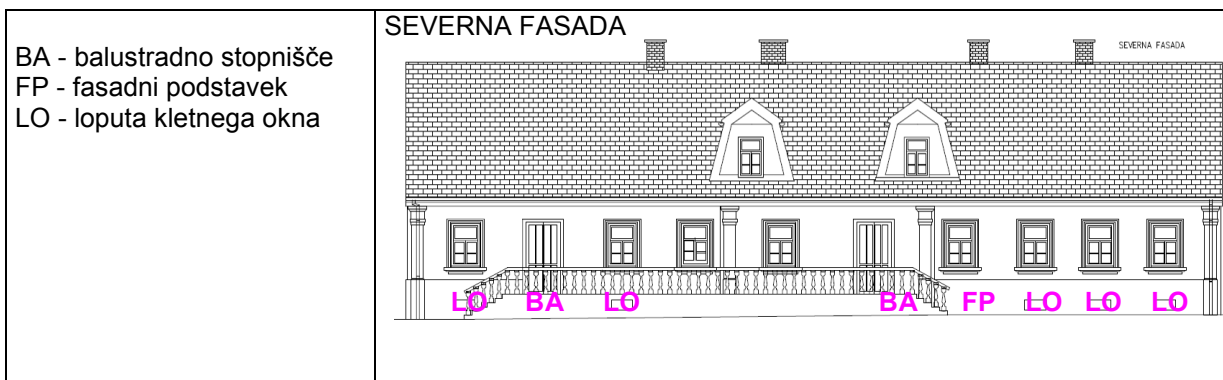 BA - balustradno stopnišče
FP - fasadni podstavek
LO - loputa kletnega okna
SEVERNA FASADA
SEVERNA FASADA
LO BA LO BA FP LO LO LO